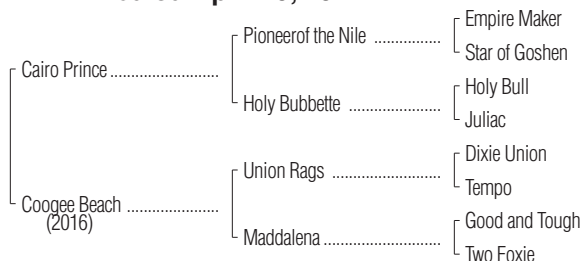 Cairo Prince
Pioneerof the Nile
Empire Maker
Star of Goshen
Holy Bubbette
Holy Bull
Juliac
Coogee Beach
(2016)
Union Rags
Dixie Union
Tempo
Maddalena
Good and Tough
Two Foxie